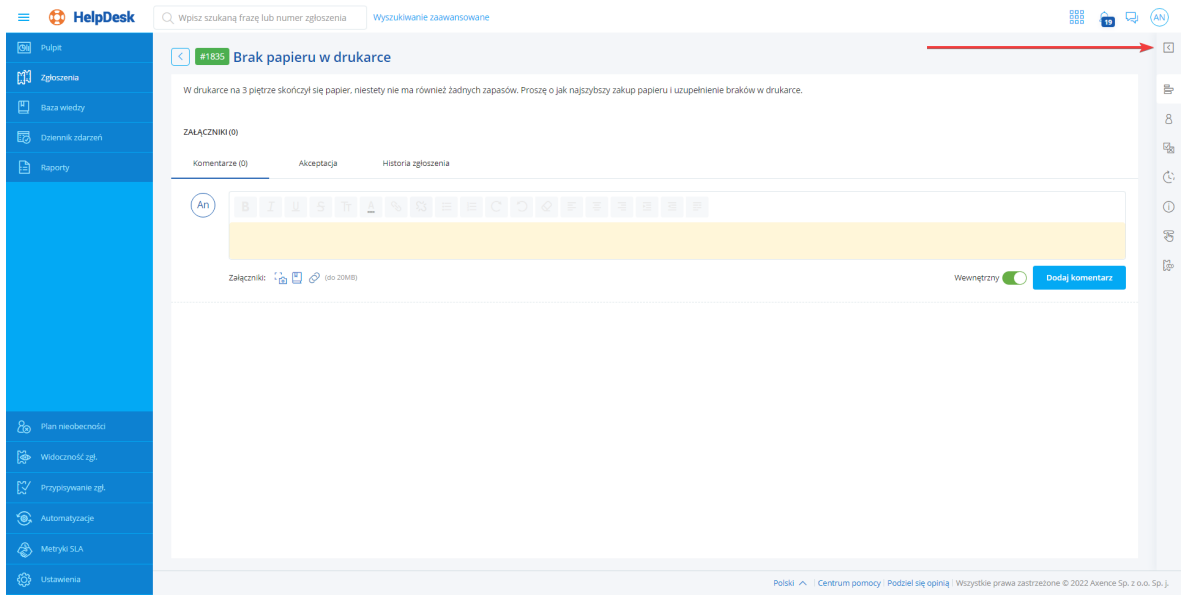 HelpDesk
Wpisz szukaną frazę lub numer zgłoszenia
Wyszukiwanie zaawansowane
19
AN
Pulpit
Zgłoszenia
Baza wiedzy
Dziennik zdarzeń
Raporty
Plan nieobecności
Widoczność zgł.
Przypisywanie zgł.
Automatyzacje
Metryki SLA
Ustawienia
#1835 Brak papieru w drukarce
W drukarce na 3 piętrze skończył się papier, niestety nie ma również żadnych zapasów. Proszę o jak najszybszy zakup papieru i uzupełnienie braków w drukarce.
ZAŁĄCZNIKI (0)
Komentarze (0) Akceptacja Historia zgłoszenia
An
B I U S Tt A
Załączniki: (do 20MB)
Wewnętrzny Dodaj komentarz
Polski | Centrum pomocy | Podziel się opinią | Wszystkie prawa zastrzeżone © 2022 Axence Sp. z o.o. Sp. j.